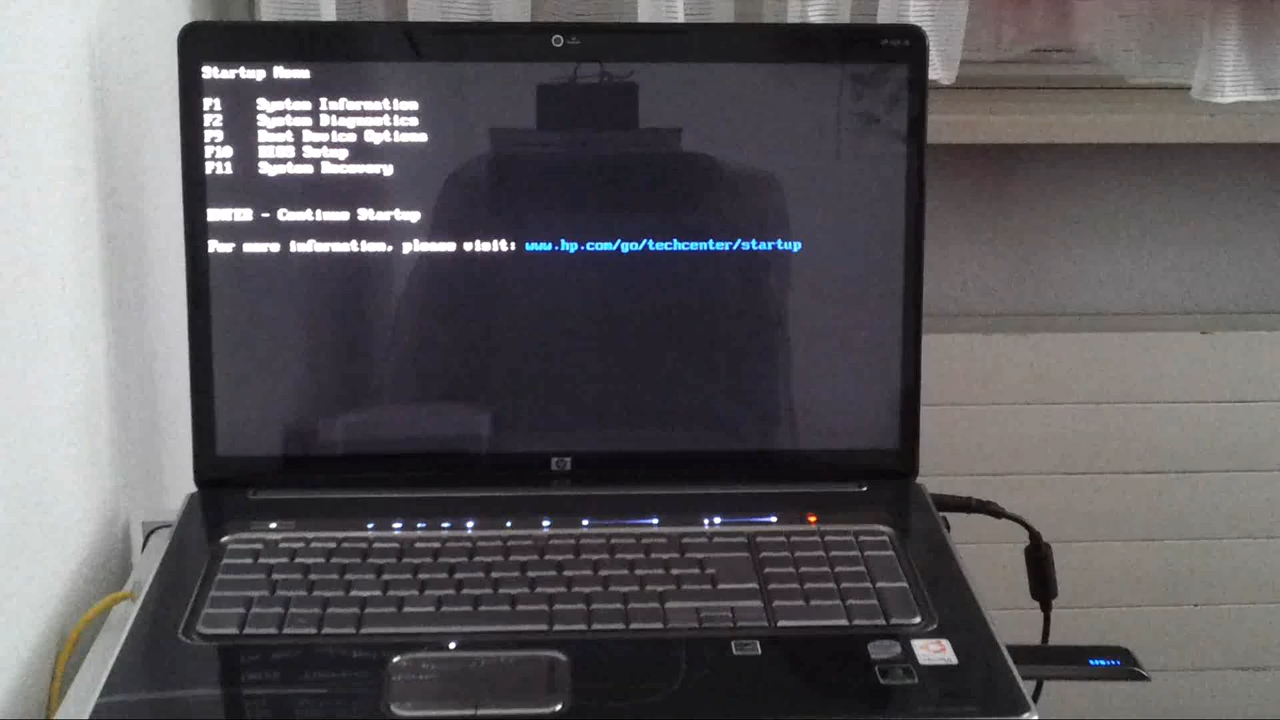 Startup Menu
F1 System Information
F2 System Diagnostics
F9 Boot Device Options
F10 BIOS Setup
F11 System Recovery
ENTER - Continue Startup
For more information, please visit: www.hp.com/go/techcenter/startup
hp